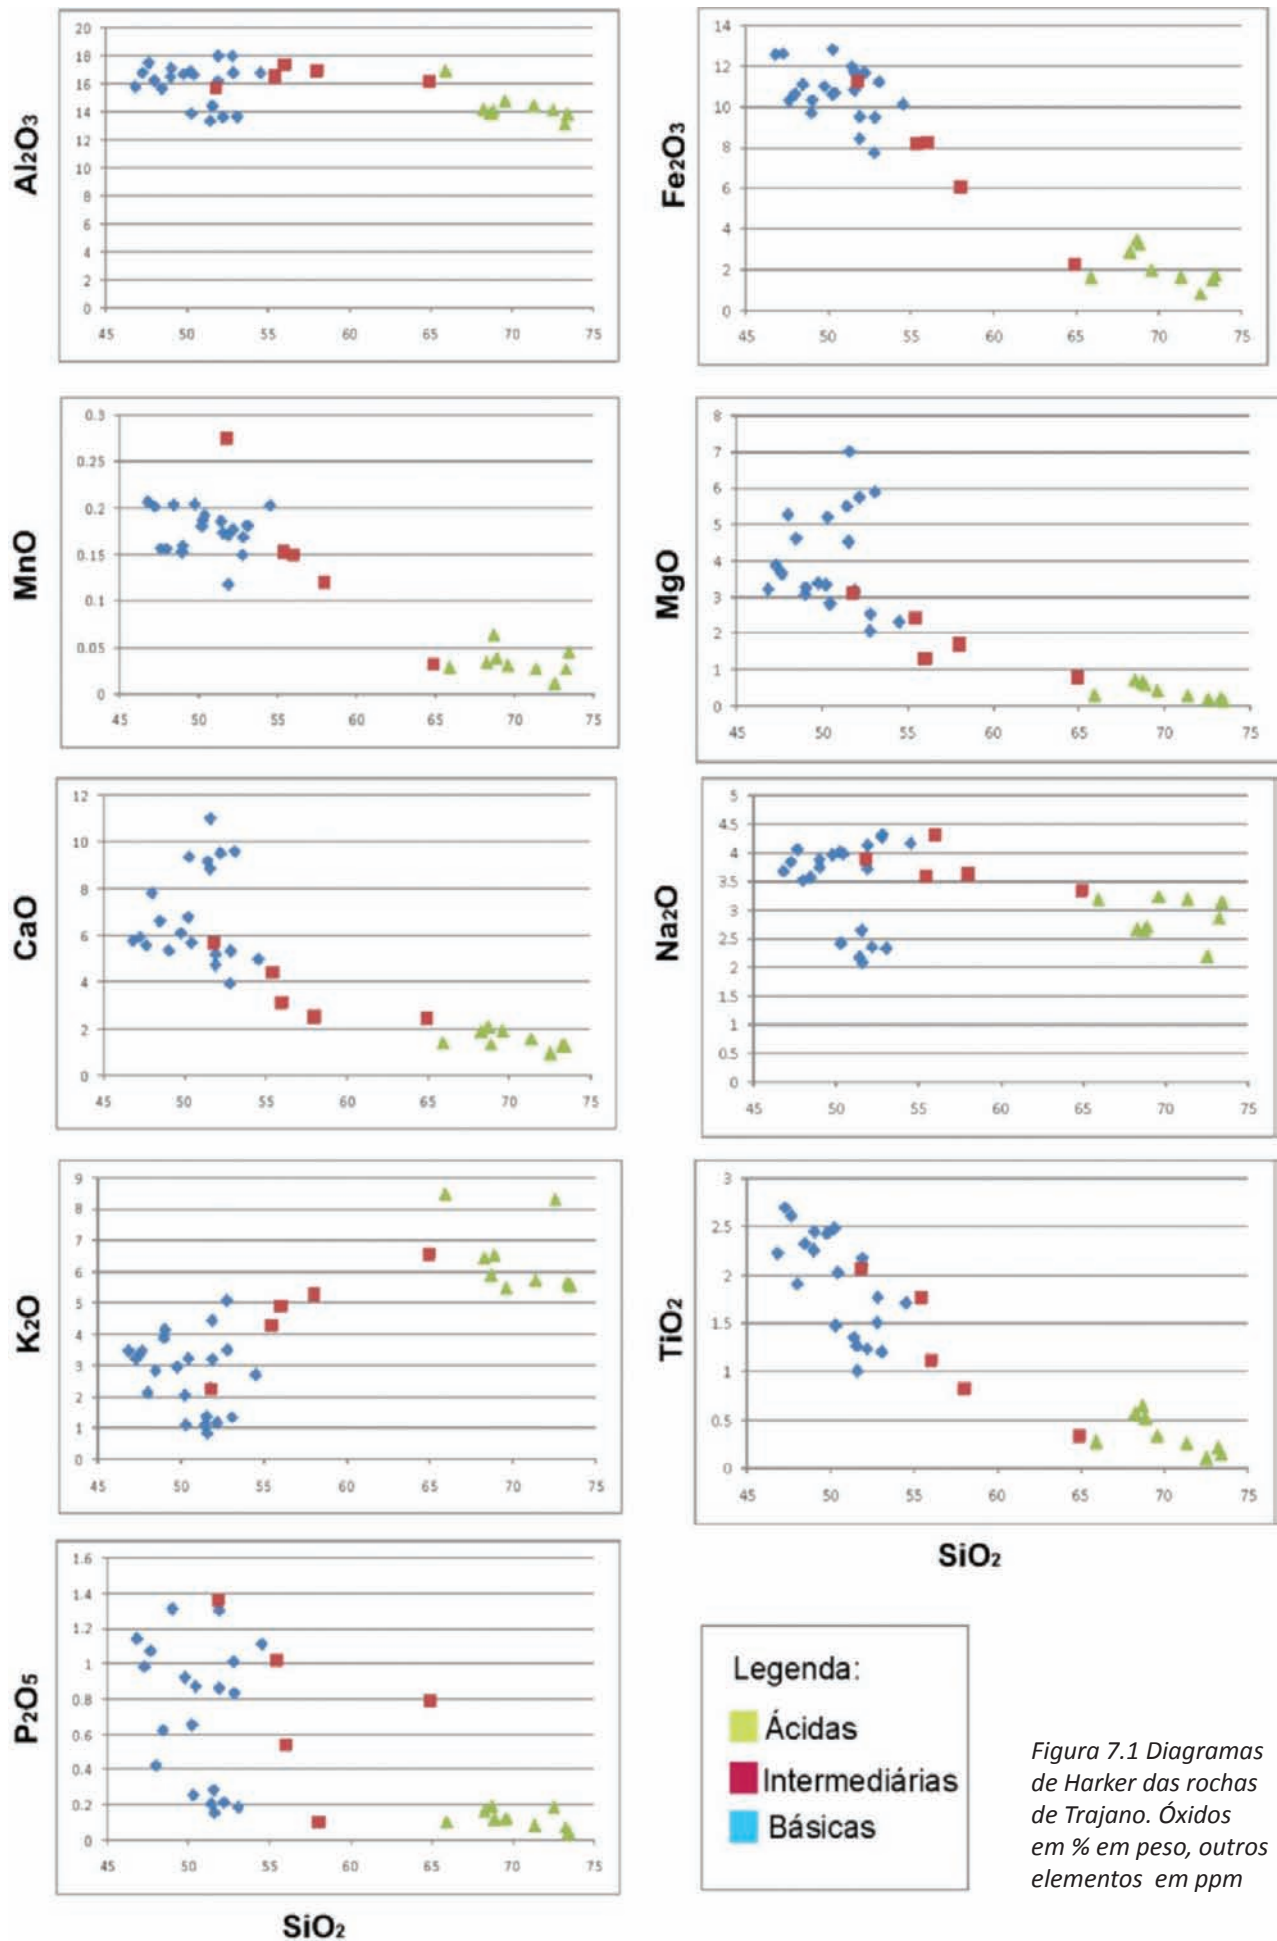 Al2O3
20
18
16
14
12
10
8
6
4
2
0
45 50 55 60 65 70 75
Fe2O3
14
12
10
8
6
4
2
0
45 50 55 60 65 70 75
MnO
0.3
0.25
0.2
0.15
0.1
0.05
0
45 50 55 60 65 70 75
MgO
8
7
6
5
4
3
2
1
0
45 50 55 60 65 70 75
CaO
12
10
8
6
4
2
0
45 50 55 60 65 70 75
Na2O
5
4.5
4
3.5
3
2.5
2
1.5
1
0.5
0
45 50 55 60 65 70 75
K2O
9
8
7
6
5
4
3
2
1
0
45 50 55 60 65 70 75
TiO2
3
2.5
2
1.5
1
0.5
0
45 50 55 60 65 70 75
SiO2
P2O5
1.6
1.4
1.2
1
0.8
0.6
0.4
0.2
0
45 50 55 60 65 70 75
SiO2
Legenda:
Ácidas
Intermediárias
Básicas
Figura 7.1 Diagramas
de Harker das rochas
de Trajano. Óxidos
em % em peso, outros
elementos em ppm